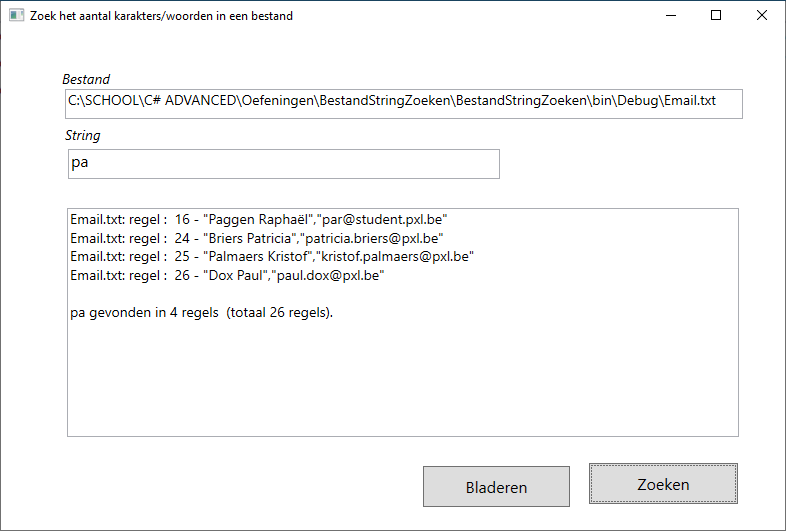 Zoek het aantal karakters/woorden in een bestand
Bestand
C:\SCHOOL\C# ADVANCED\Oefeningen\BestandStringZoeken\BestandStringZoeken\bin\Debug\Email.txt
String
pa
Email.txt: regel :  16 - "Paggen Raphaël","par@student.pxl.be"
Email.txt: regel :  24 - "Briers Patricia","patricia.briers@pxl.be"
Email.txt: regel :  25 - "Palmaers Kristof","kristof.palmaers@pxl.be"
Email.txt: regel :  26 - "Dox Paul","paul.dox@pxl.be"
pa gevonden in 4 regels  (totaal 26 regels).
Bladeren
Zoeken